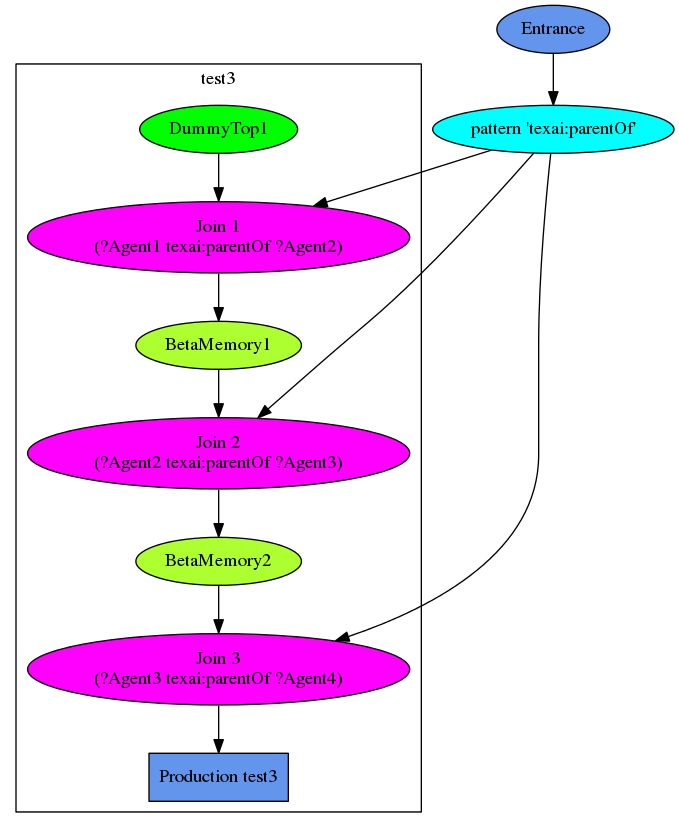 Entrance
test3
DummyTop1
pattern 'texai:parentOf'
Join 1
(?Agent1 texai:parentOf ?Agent2)
BetaMemory1
Join 2
(?Agent2 texai:parentOf ?Agent3)
BetaMemory2
Join 3
(?Agent3 texai:parentOf ?Agent4)
Production test3